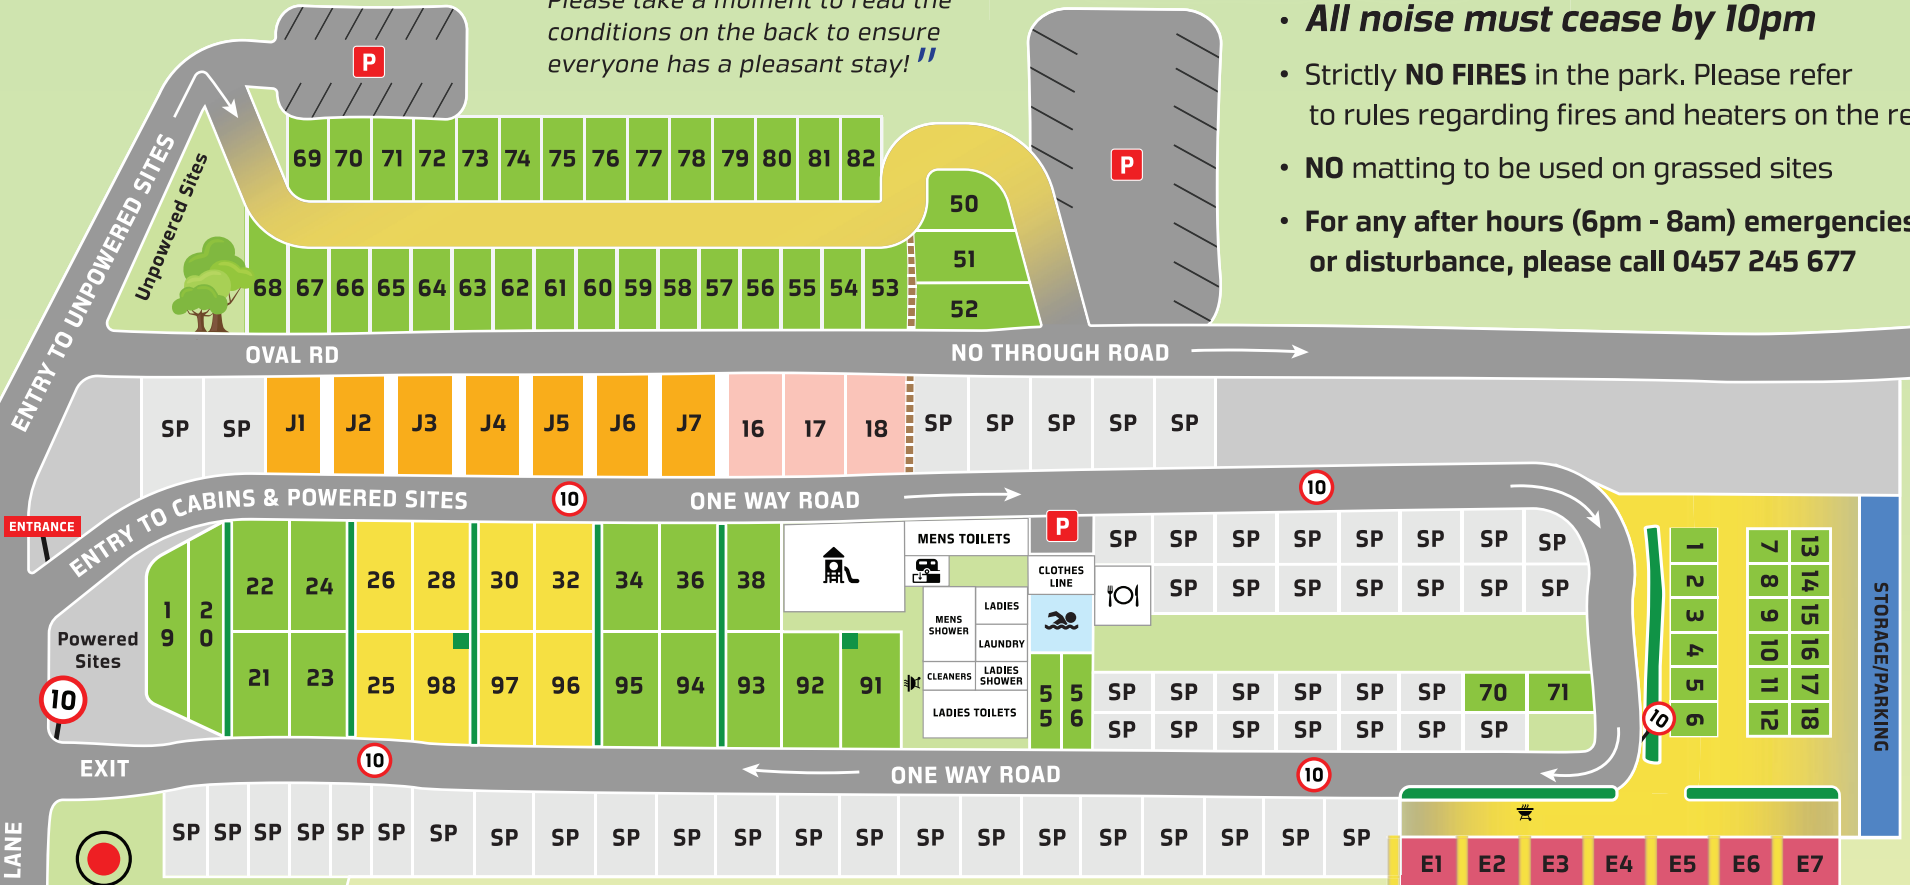 Please take a moment to read the
conditions on the back to ensure
everyone has a pleasant stay! "
• All noise must cease by 10pm
• Strictly NO FIRES in the park. Please refer
to rules regarding fires and heaters on the re
• NO matting to be used on grassed sites
• For any after hours (6pm - 8am) emergencies
or disturbance, please call 0457 245 677
P
P
ENTRY TO UNPOWERED SITES
Unpowered Sites
69 70 71 72 73 74 75 76 77 78 79 80 81 82
50
51
52
68 67 66 65 64 63 62 61 60 59 58 57 56 55 54 53
OVAL RD
NO THROUGH ROAD
SP SP J1 J2 J3 J4 J5 J6 J7 16 17 18 SP SP SP SP SP
ENTRANCE
ENTRY TO CABINS & POWERED SITES
10
ONE WAY ROAD
10
Powered
Sites
10
19 20
22 24 26 28 30 32 34 36 38
21 23 25 98 97 96 95 94 93 92 91
MENS TOILETS
P
CLOTHES
LINE
MENS
SHOWER
LADIES
LAUNDRY
CLEANERS
LADIES
SHOWER
LADIES TOILETS
55 56
SP SP SP SP SP SP SP SP
SP SP SP SP SP SP SP
SP SP SP SP SP SP 70 71
SP SP SP SP SP SP SP
1 7 13
2 8 14
3 9 15
4 10 16
5 11 17
6 12 18
10
STORAGE/PARKING
EXIT
10
ONE WAY ROAD
10
LANE
SP SP SP SP SP SP SP SP SP SP SP SP SP SP SP SP SP SP SP SP SP SP
E1 E2 E3 E4 E5 E6 E7